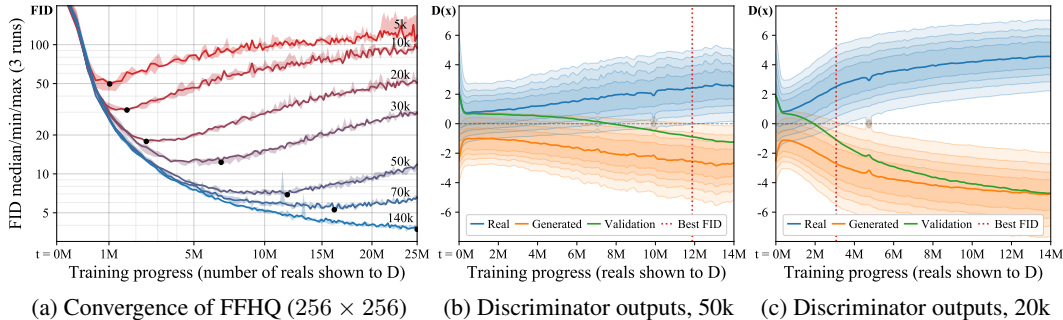 FID
100
50
20
10
5
FID median/min/max (3 runs)
5k
10k
20k
30k
50k
70k
140k
t = 0M 1M 5M 10M 15M 20M 25M
Training progress (number of reals shown to D)
(a) Convergence of FFHQ (256 × 256)
D(x)
6
4
2
0
-2
-4
-6
Real Generated Validation Best FID
t = 0M 2M 4M 6M 8M 10M 12M 14M
Training progress (reals shown to D)
(b) Discriminator outputs, 50k
D(x)
6
4
2
0
-2
-4
-6
Real Generated Validation Best FID
t = 0M 2M 4M 6M 8M 10M 12M 14M
Training progress (reals shown to D)
(c) Discriminator outputs, 20k